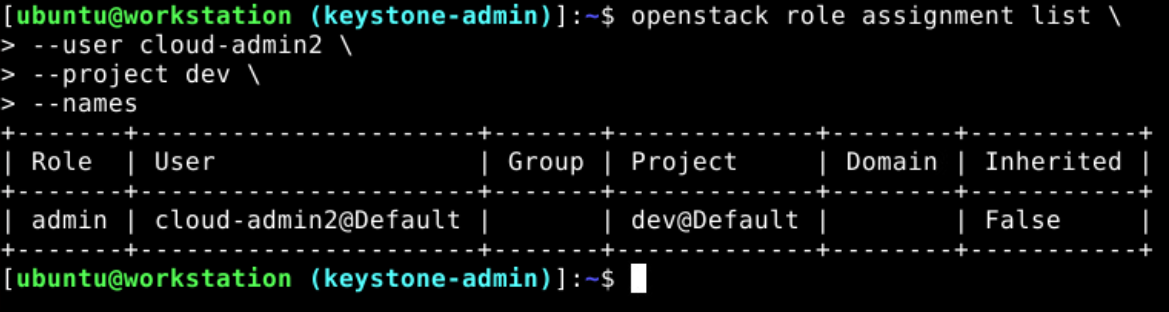 [ubuntu@workstation (keystone-admin)]:~$ openstack role assignment list \
> --user cloud-admin2 \
> --project dev \
> --names
+-------+----------------------+-------+-------------+--------+-----------+
| Role  | User                 | Group | Project     | Domain | Inherited |
+-------+----------------------+-------+-------------+--------+-----------+
| admin | cloud-admin2@Default |       | dev@Default |        | False     |
+-------+----------------------+-------+-------------+--------+-----------+
[ubuntu@workstation (keystone-admin)]:~$